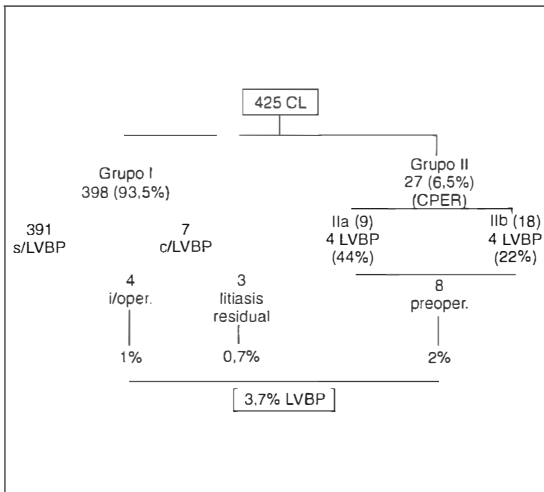 425 CL
Grupo I
398 (93,5%)
Grupo II
27 (6,5%)
(CPER)
391
s/LVBP
7
c/LVBP
IIa (9)
4 LVBP
(44%)
IIb (18)
4 LVBP
(22%)
4
i/oper.
3
litiasis
residual
8
preoper.
1%
0,7%
2%
3,7% LVBP